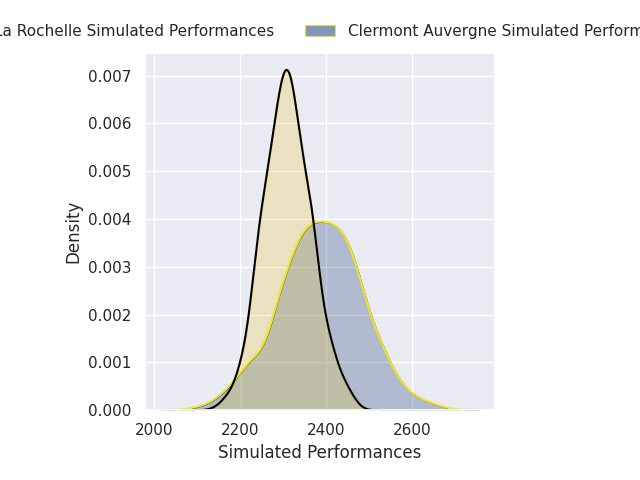 La Rochelle Simulated Performances Clermont Auvergne Simulated Perform
0.007
0.006
0.005
0.004
0.003
0.002
0.001
0.000
Density
2000 2200 2400 2600
Simulated Performances